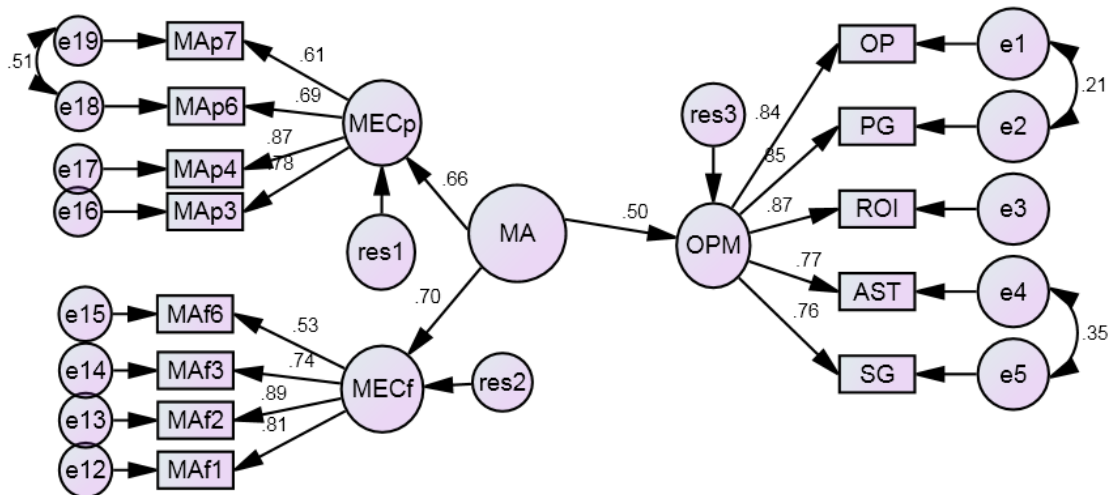 e19
MAp7
.51
.61
e18
MAp6
.69
MECp
e17
MAp4
.87
e16
MAp3
.78
.66
res1
MA
.50
.70
e15
MAf6
.53
e14
MAf3
.74
MECf
res2
e13
MAf2
.89
e12
MAf1
.81
res3
OPM
.84
OP
e1
.21
.85
PG
e2
.87
ROI
e3
.77
AST
e4
.35
.76
SG
e5